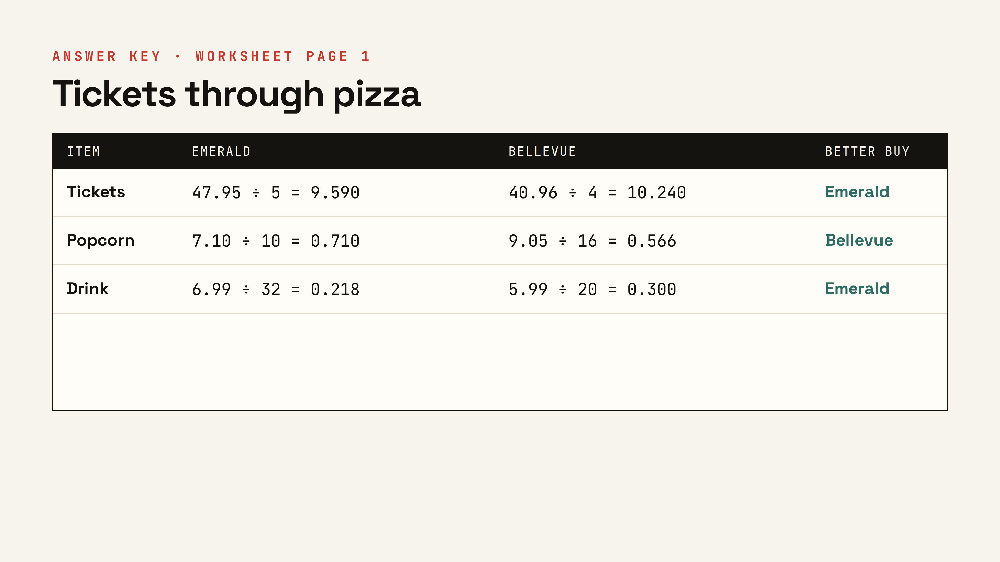 ANSWER KEY · WORKSHEET PAGE 1
Tickets through pizza
ITEM EMERALD BELLEVUE BETTER BUY
Tickets 47.95 ÷ 5 = 9.590 40.96 ÷ 4 = 10.240 Emerald
Popcorn 7.10 ÷ 10 = 0.710 9.05 ÷ 16 = 0.566 Bellevue
Drink 6.99 ÷ 32 = 0.218 5.99 ÷ 20 = 0.300 Emerald